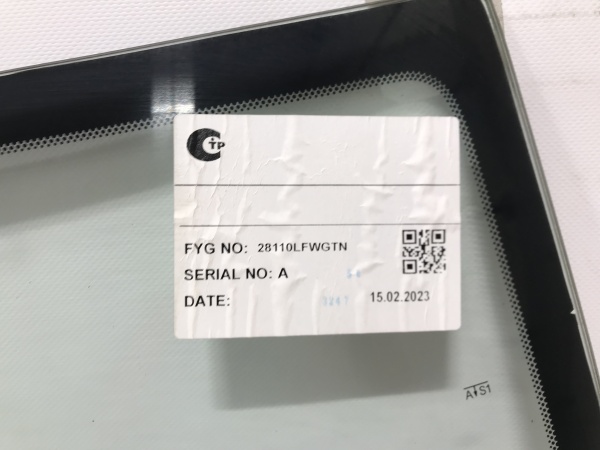 TP
FYG NO: 28110LFWGTN
SERIAL NO: A
DATE: 15.02.2023
AS1